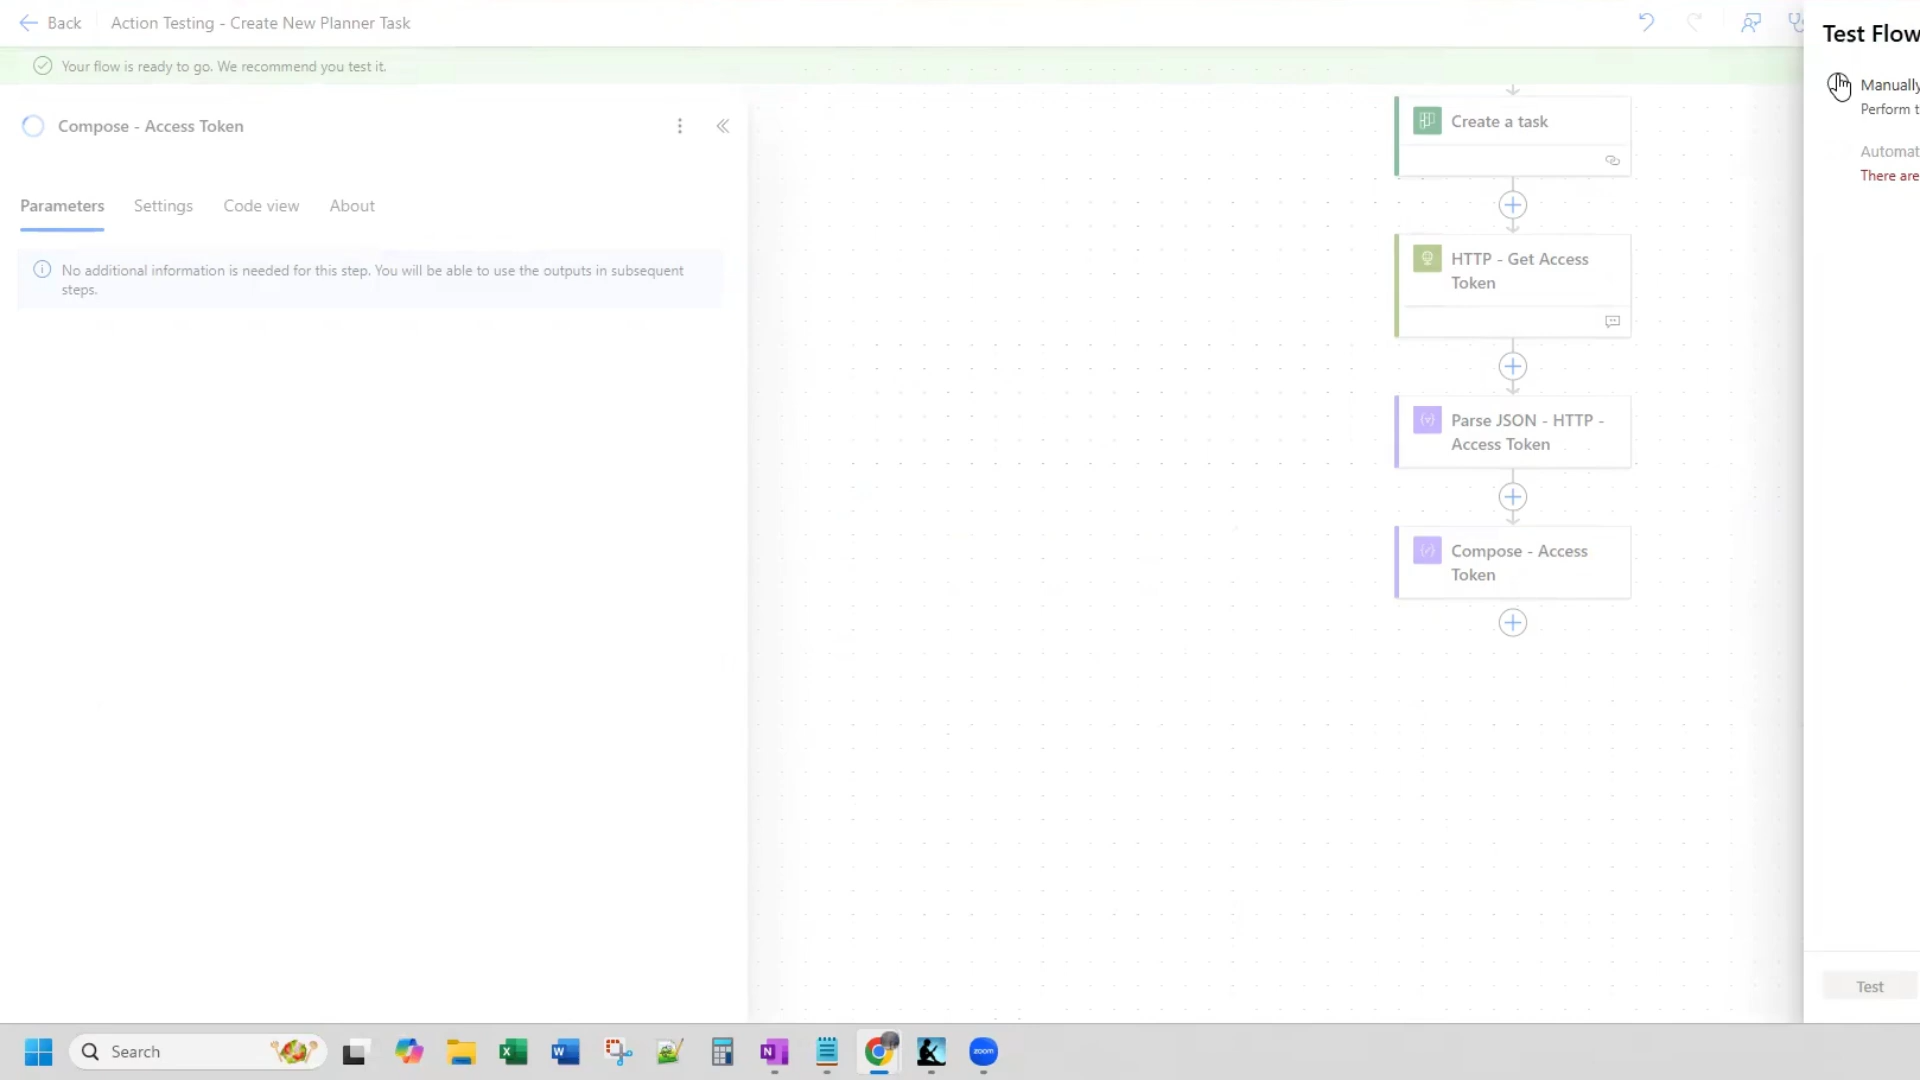 Back
Action Testing - Create New Planner Task
Test Flow
Your flow is ready to go. We recommend you test it.
Manually
Perform t
Automat
There are
Compose - Access Token
Parameters
Settings
Code view
About
No additional information is needed for this step. You will be able to use the outputs in subsequent
steps.
Create a task
HTTP - Get Access
Token
Parse JSON - HTTP -
Access Token
Compose - Access
Token
Test
Search
zoom